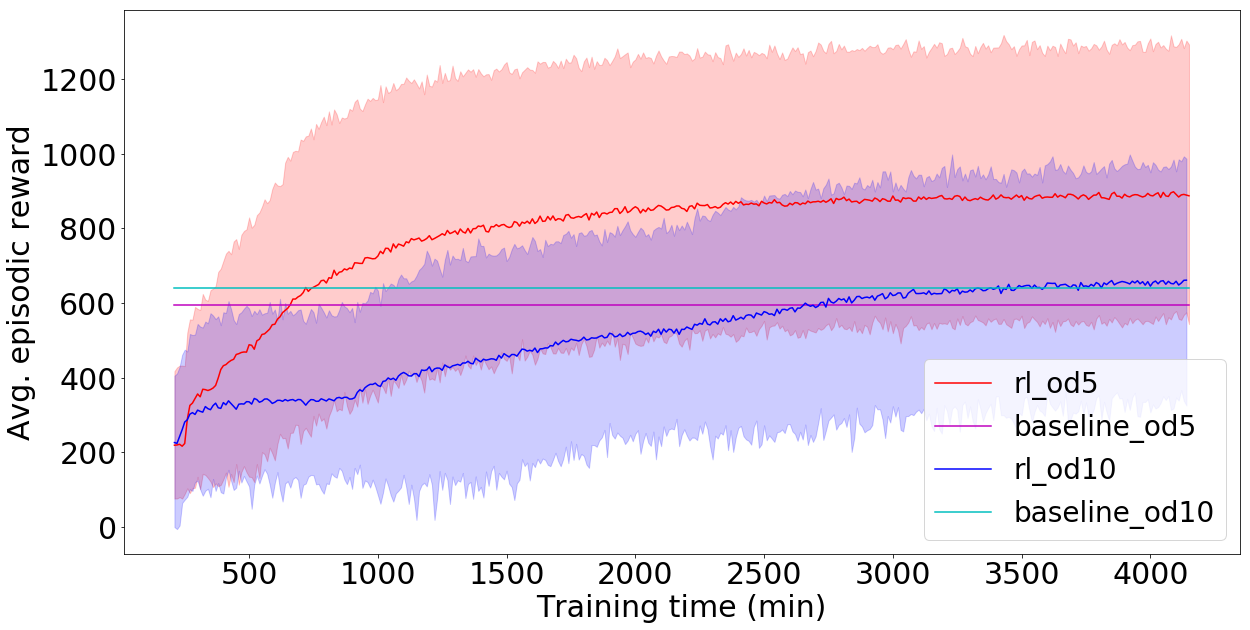 Avg. episodic reward
1200
1000
800
600
400
200
0
500 1000 1500 2000 2500 3000 3500 4000
Training time (min)
rl_od5
baseline_od5
rl_od10
baseline_od10